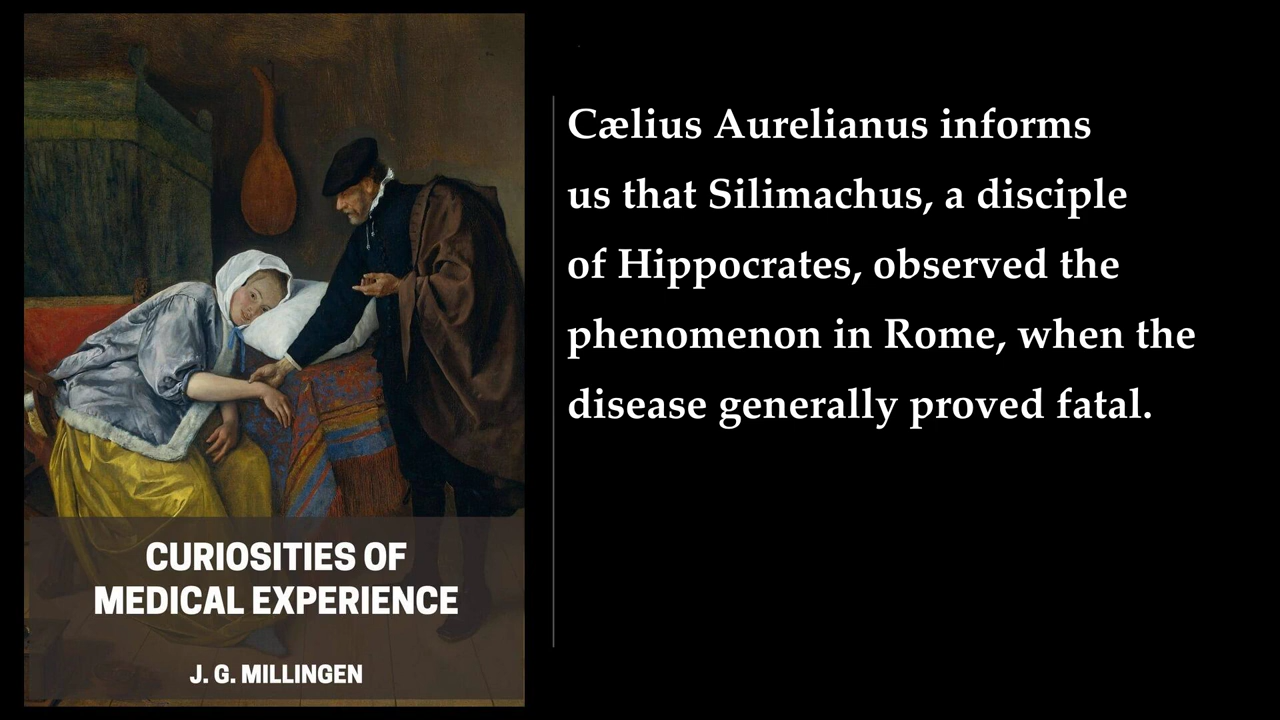 Cælius Aurelianus informs
us that Silimachus, a disciple
of Hippocrates, observed the
phenomenon in Rome, when the
disease generally proved fatal.
CURIOSITIES OF
MEDICAL EXPERIENCE
J. G. MILLINGEN